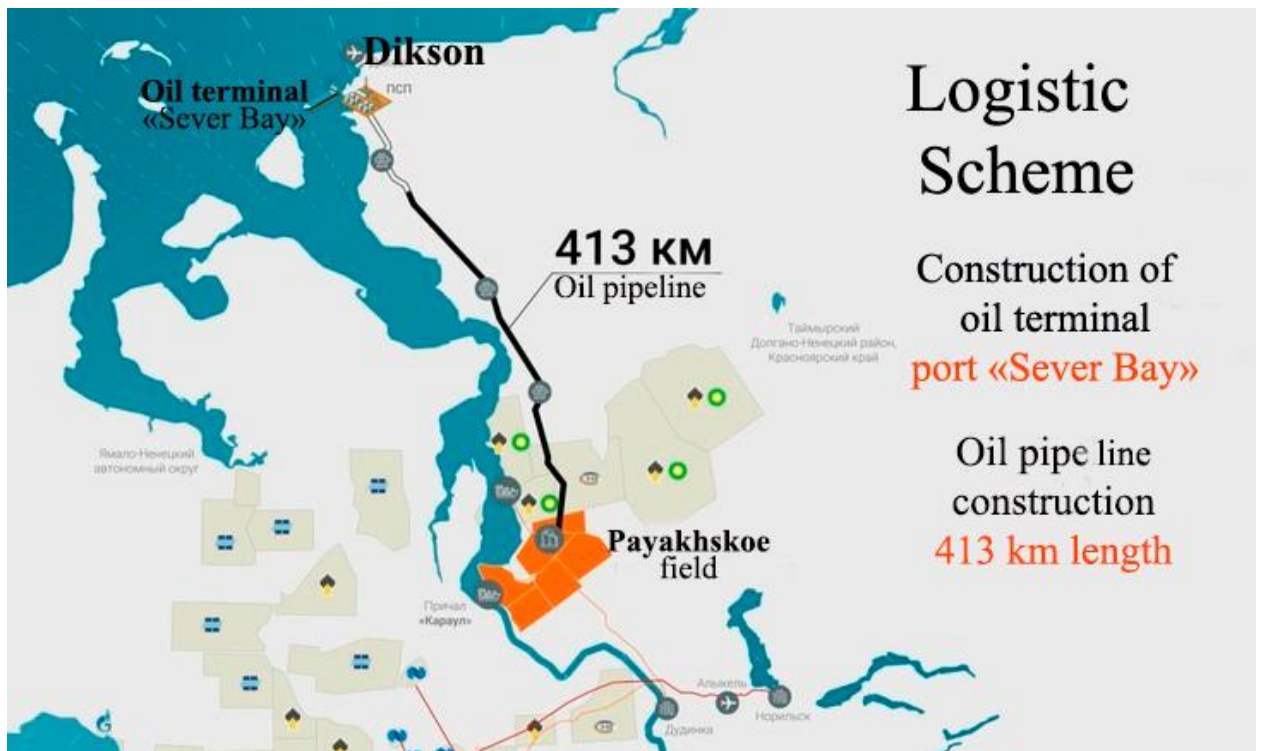 Dikson
Oil terminal
«Sever Bay»
псп
Logistic
Scheme
413 км
Oil pipeline
Construction of
oil terminal
port «Sever Bay»
Таймырский
Долгано-Ненецкий район,
Красноярский край
Ямало-Ненецкий
автономный округ
Oil pipe line
construction
413 km length
Payakhskoe
field
Причал
«Караул»
Алыкель
Норильск
Дудинка